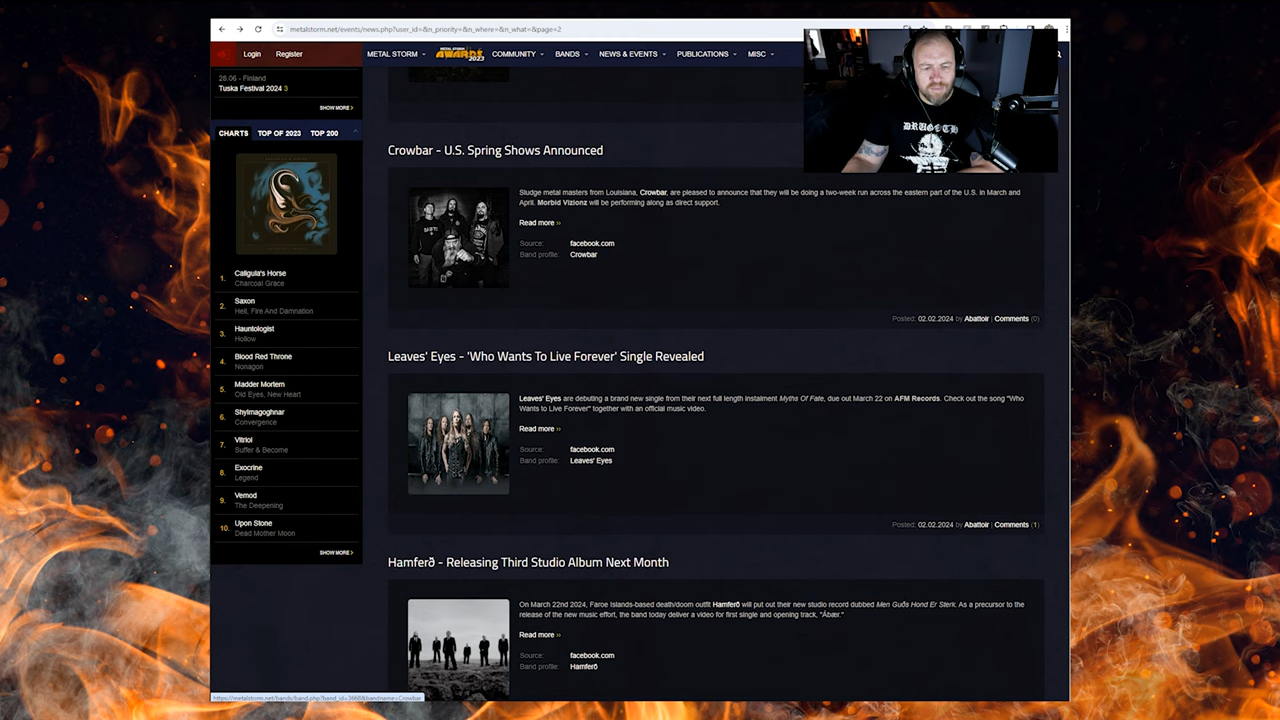 metalstorm.net/events/news.php?user_id=&n_priority=&n_where=&n_what=&page=2
Login Register METAL STORM METAL STORM AWARDS 2023 COMMUNITY BANDS NEWS & EVENTS PUBLICATIONS MISC
28.06 - Finland
Tuska Festival 2024 3
SHOW MORE
CHARTS TOP OF 2023 TOP 200
1. Caligula's Horse
Charcoal Grace
2. Saxon
Hell, Fire And Damnation
3. Hauntologist
Hollow
4. Blood Red Throne
Nonagon
5. Madder Mortem
Old Eyes, New Heart
6. Shylmagoghnar
Convergence
7. Vitriol
Suffer & Become
8. Exocrine
Legend
9. Vemod
The Deepening
10. Upon Stone
Dead Mother Moon
SHOW MORE
Crowbar - U.S. Spring Shows Announced
Sludge metal masters from Louisiana, Crowbar, are pleased to announce that they will be doing a two-week run across the eastern part of the U.S. in March and
April. Morbid Vizionz will be performing along as direct support.
Read more ››
Source: facebook.com
Band profile: Crowbar
Posted: 02.02.2024 by Abattoir | Comments (0)
Leaves' Eyes - 'Who Wants To Live Forever' Single Revealed
Leaves' Eyes are debuting a brand new single from their next full length instalment Myths Of Fate, due out March 22 on AFM Records. Check out the song "Who
Wants to Live Forever" together with an official music video.
Read more ››
Source: facebook.com
Band profile: Leaves' Eyes
Posted: 02.02.2024 by Abattoir | Comments (1)
Hamferð - Releasing Third Studio Album Next Month
On March 22nd 2024, Faroe Islands-based death/doom outfit Hamferð will put out their new studio record dubbed Men Guðs Hond Er Sterk. As a precursor to the
release of the new music effort, the band today deliver a video for first single and opening track, "Ábær."
Read more ››
Source: facebook.com
Band profile: Hamferð